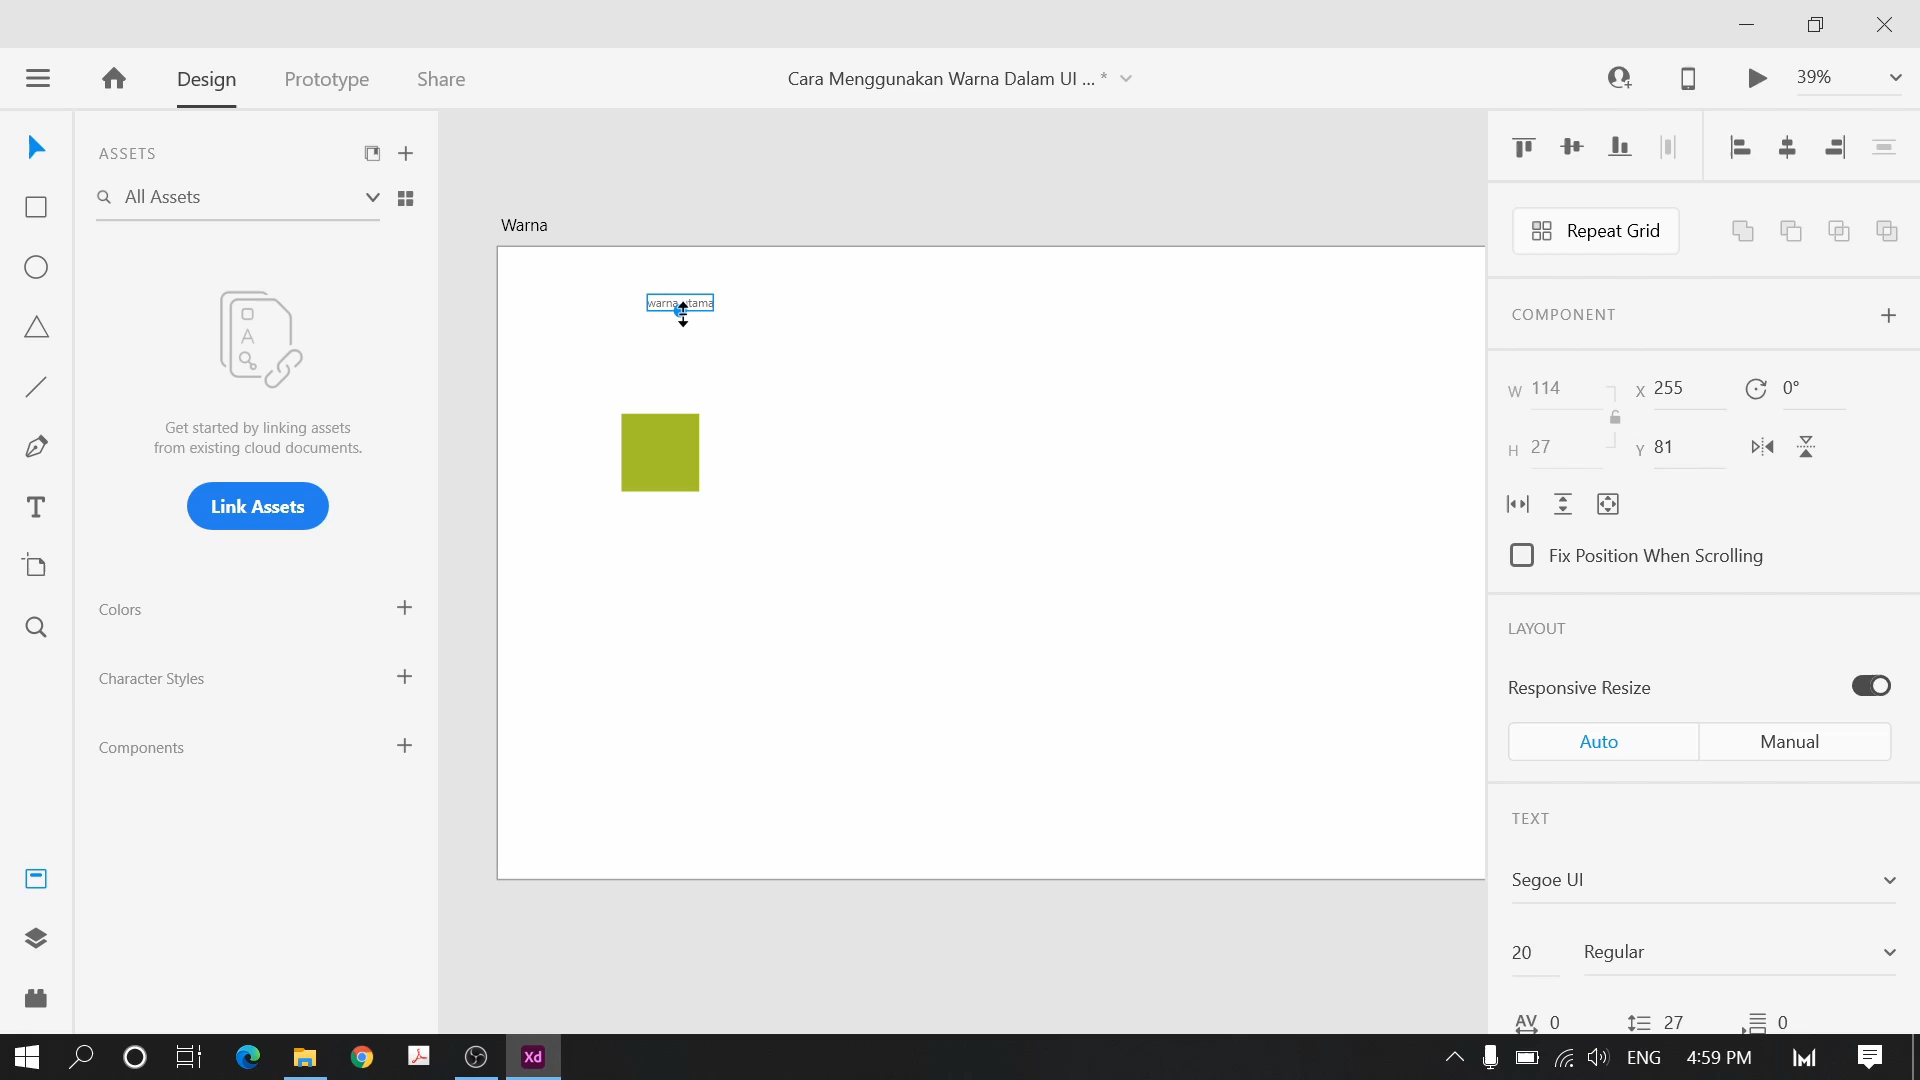 Design
Prototype
Share
Cara Menggunakan Warna Dalam UI ... *
39%
ASSETS
All Assets
Get started by linking assets
from existing cloud documents.
Link Assets
Colors
Character Styles
Components
Warna
Repeat Grid
COMPONENT
W 114
X 255
0°
H 27
Y 81
Fix Position When Scrolling
LAYOUT
Responsive Resize
Auto
Manual
TEXT
Segoe UI
20
Regular
AV 0
27
0
Xd
ENG
4:59 PM